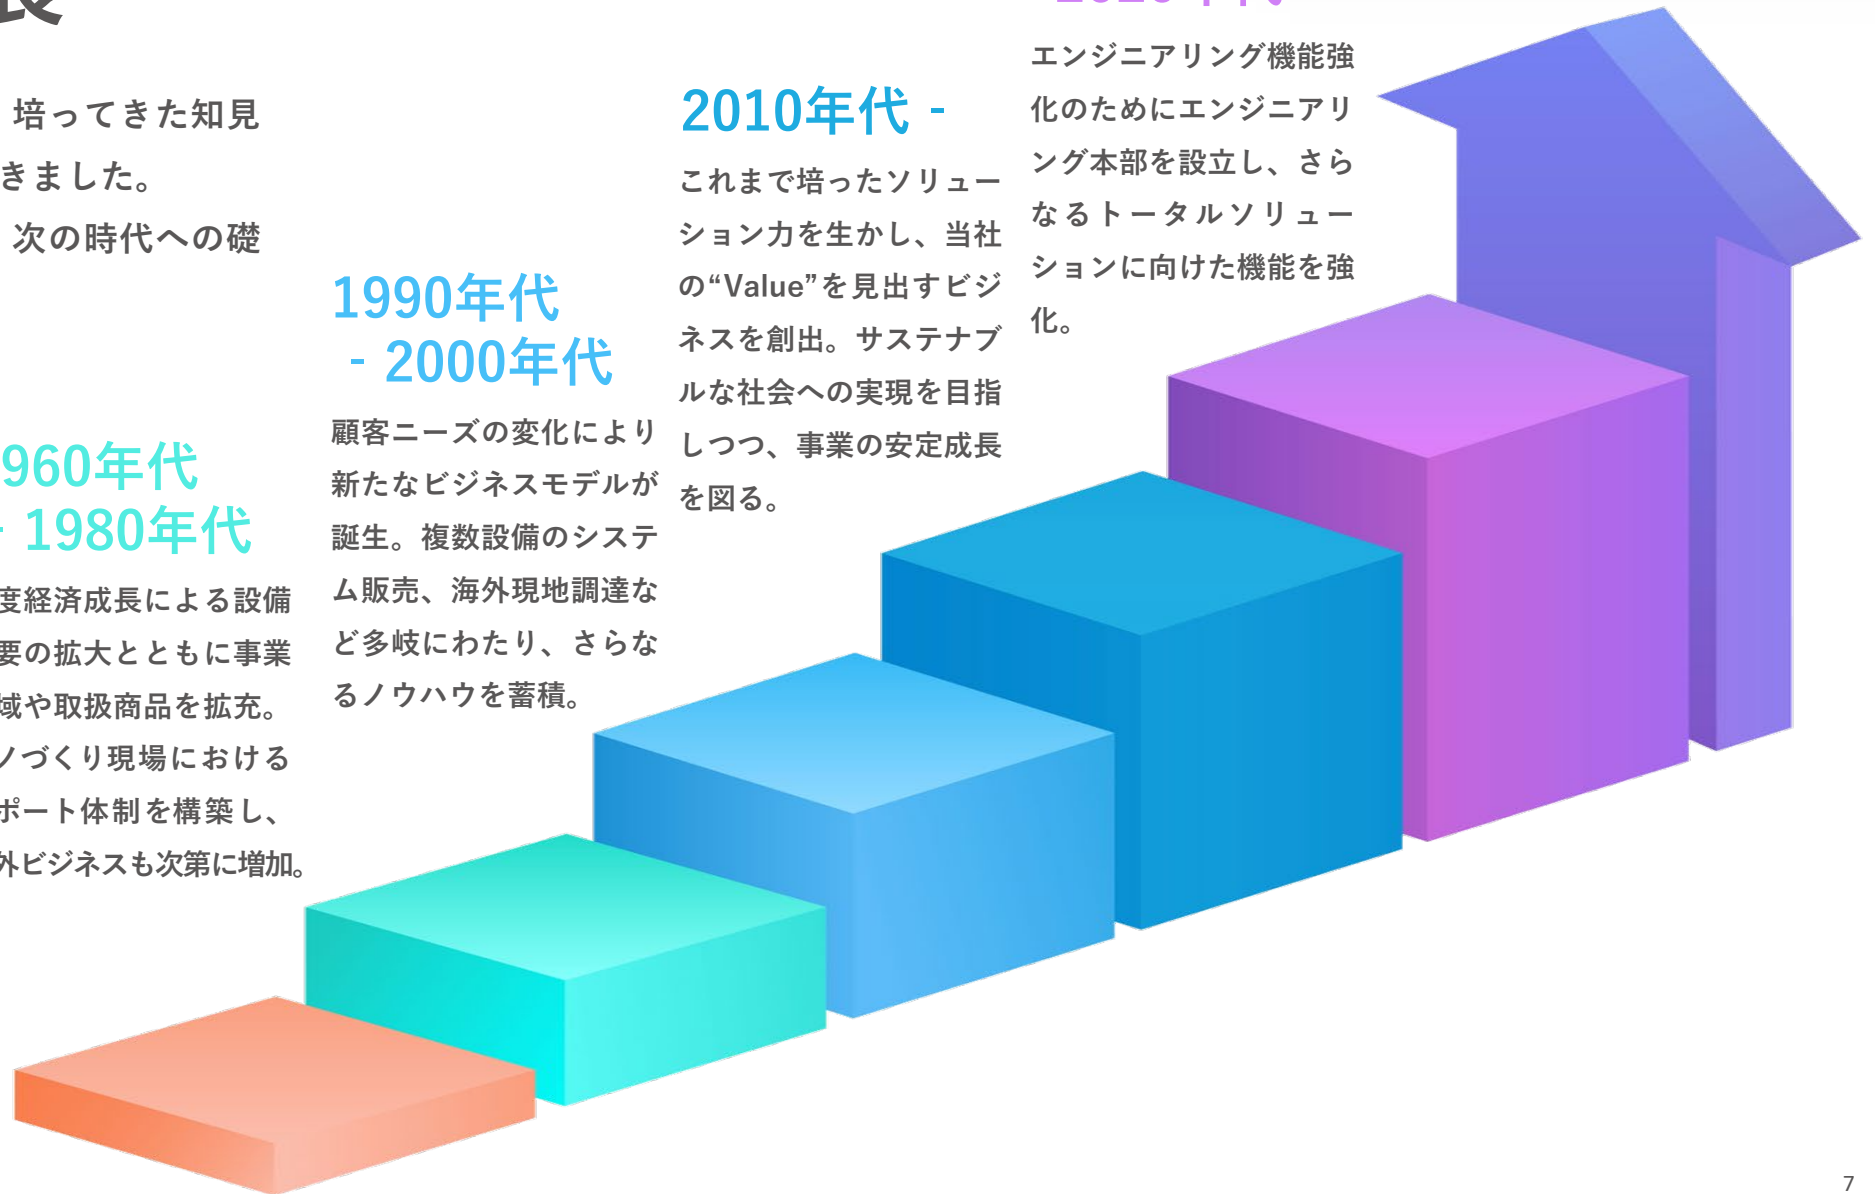 培ってきた知見
きました。
次の時代への礎
960年代
- 1980年代
度経済成長による設備
要の拡大とともに事業
域や取扱商品を拡充。
ノづくり現場における
ポート体制を構築し、
外ビジネスも次第に増加。
1990年代
- 2000年代
顧客ニーズの変化により
新たなビジネスモデルが
誕生。複数設備のシステ
ム販売、海外現地調達な
ど多岐にわたり、さらな
るノウハウを蓄積。
2010年代 -
これまで培ったソリュー
ション力を生かし、当社
の“Value”を見出すビジ
ネスを創出。サステナブ
ルな社会への実現を目指
しつつ、事業の安定成長
を図る。
2020年代
エンジニアリング機能強
化のためにエンジニアリ
ング本部を設立し、さら
なるトータルソリュー
ションに向けた機能を強
化。
7